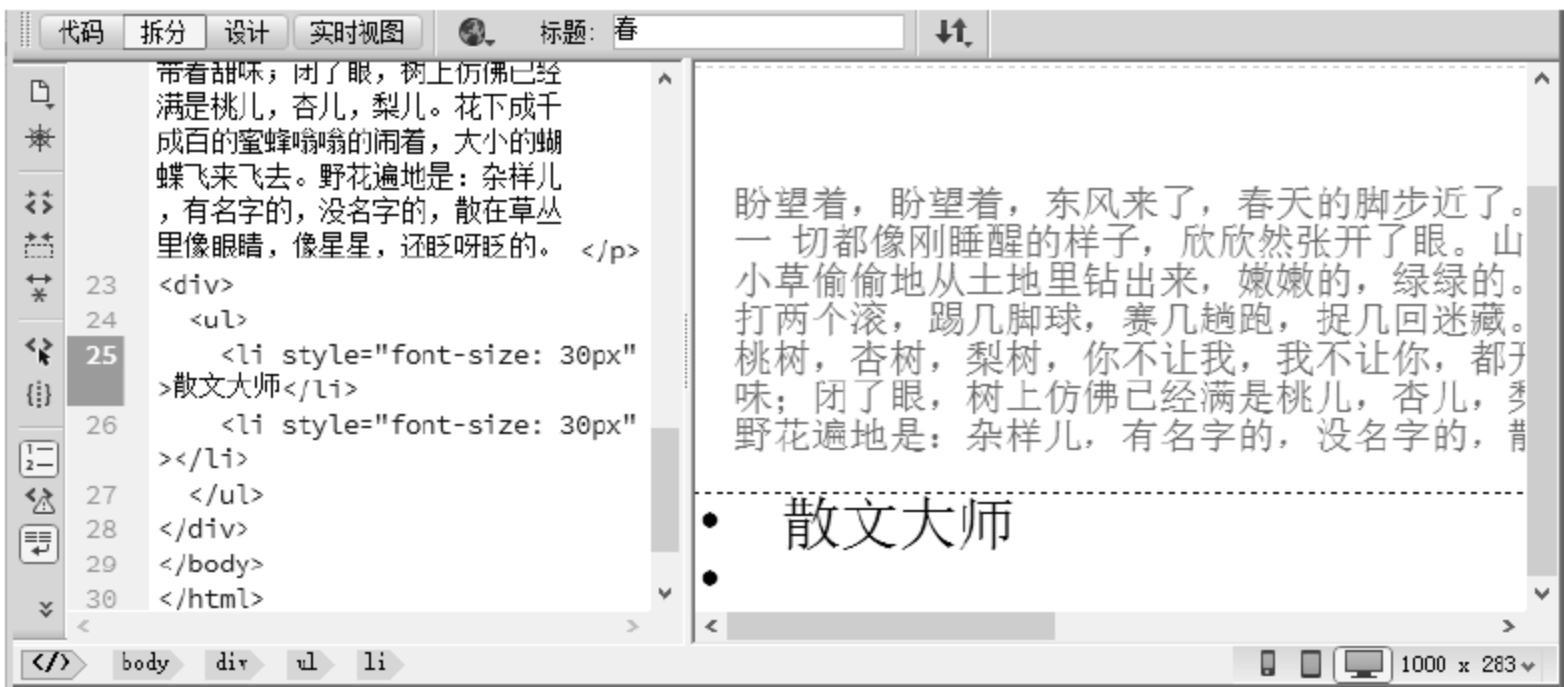 代码 拆分 设计 实时视图 标题: 春
带着甜味；闭了眼，树上仿佛已经
满是桃儿，杏儿，梨儿。花下成千
成百的蜜蜂嗡嗡的闹着，大小的蝴
蝶飞来飞去。野花遍地是：杂样儿
，有名字的，没名字的，散在草丛
里像眼睛，像星星，还眨呀眨的。 </p>
23 <div>
24 <ul>
25 <li style="font-size: 30px"
>散文大师</li>
26 <li style="font-size: 30px"
></li>
27 </ul>
28 </div>
29 </body>
30 </html>
盼望着，盼望着，东风来了，春天的脚步近了。
一 切都像刚睡醒的样子，欣欣然张开了眼。山
小草偷偷地从土地里钻出来，嫩嫩的，绿绿的。
打两个滚，踢几脚球，赛几趟跑，捉几回迷藏。
桃树，杏树，梨树，你不让我，我不让你，都
味；闭了眼，树上仿佛已经满是桃儿，杏儿，
野花遍地是：杂样儿，有名字的，没名字的，
• 散文大师
•
body div ul li 1000 x 283